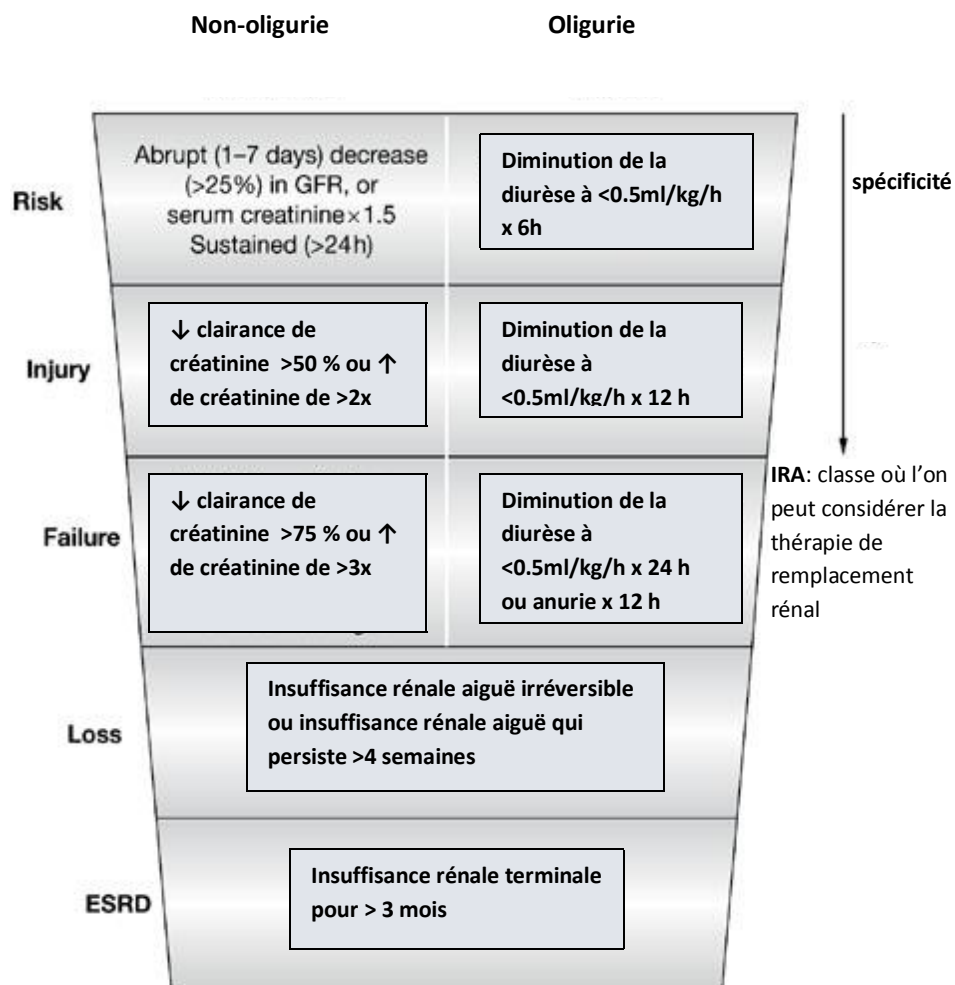 Non-oligurie
Oligurie
Risk
Abrupt (1–7 days) decrease
(>25%) in GFR, or
serum creatinine×1.5
Sustained (>24h)
Diminution de la
diurèse à <0.5ml/kg/h
x 6h
spécificité
Injury
↓ clairance de
créatinine >50 % ou ↑
de créatinine de >2x
Diminution de la
diurèse à
<0.5ml/kg/h x 12 h
Failure
↓ clairance de
créatinine >75 % ou ↑
de créatinine de >3x
Diminution de la
diurèse à
<0.5ml/kg/h x 24 h
ou anurie x 12 h
IRA: classe où l’on
peut considérer la
thérapie de
remplacement
rénal
Loss
Insuffisance rénale aiguë irréversible
ou insuffisance rénale aiguë qui
persiste >4 semaines
ESRD
Insuffisance rénale terminale
pour > 3 mois